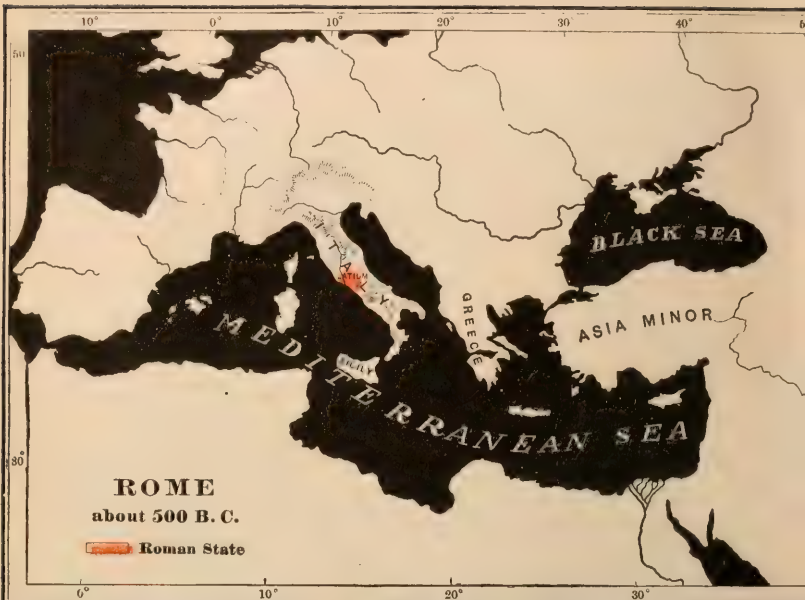 10° 0° 10° 20° 30° 40°
50
ITALY
LATIUM
BLACK SEA
GREECE
ASIA MINOR
SICILY
MEDITERRANEAN SEA
30°
ROME
about 500 B. C.
Roman State
0° 10° 20° 30°